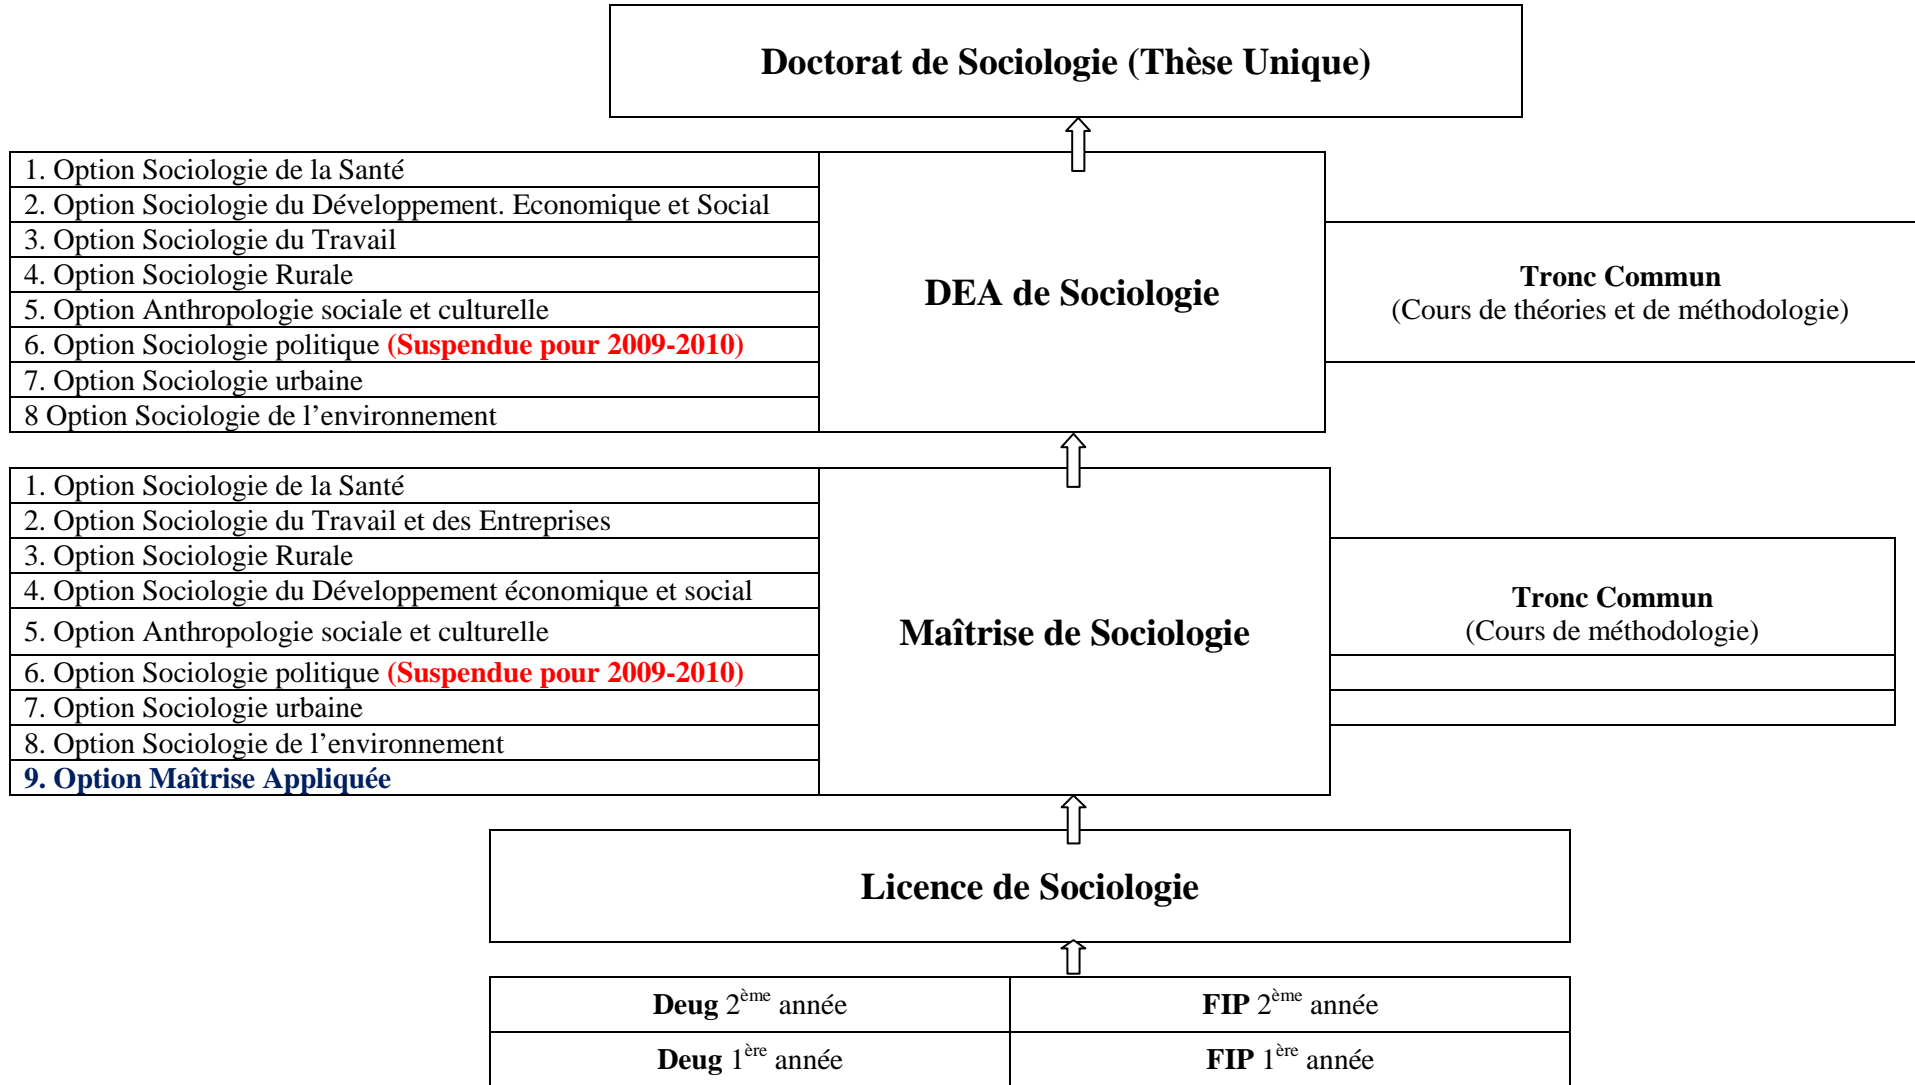 Doctorat de Sociologie (Thèse Unique)
1. Option Sociologie de la Santé
2. Option Sociologie du Développement. Economique et Social
3. Option Sociologie du Travail
4. Option Sociologie Rurale
5. Option Anthropologie sociale et culturelle
6. Option Sociologie politique (Suspendue pour 2009-2010)
7. Option Sociologie urbaine
8 Option Sociologie de l’environnement
DEA de Sociologie
Tronc Commun
(Cours de théories et de méthodologie)
1. Option Sociologie de la Santé
2. Option Sociologie du Travail et des Entreprises
3. Option Sociologie Rurale
4. Option Sociologie du Développement économique et social
5. Option Anthropologie sociale et culturelle
6. Option Sociologie politique (Suspendue pour 2009-2010)
7. Option Sociologie urbaine
8. Option Sociologie de l’environnement
9. Option Maîtrise Appliquée
Maîtrise de Sociologie
Tronc Commun
(Cours de méthodologie)
Licence de Sociologie
Deug 2ème année
FIP 2ème année
Deug 1ère année
FIP 1ère année